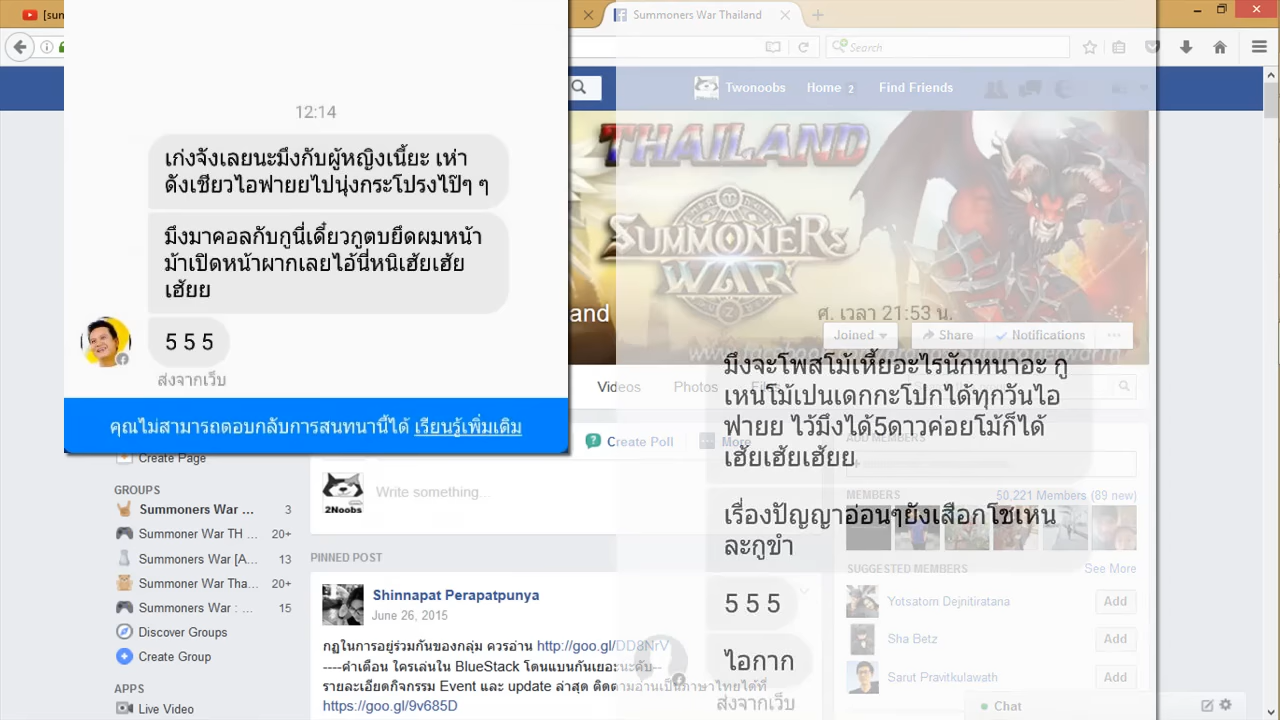 [sun
Summoners War Thailand
Search
Twonoobs
Home 2
Find Friends
12:14
เก่งจังเลยนะมึงกับผู้หญิงเนี้ยะ เห่า
ดังเชียวไอฟายยไปนุ่งกระโปรงไป๊ๆ ๆ
มึงมาคอลกับกูนี่เดี๋ยวกูตบยืดผมหน้า
ม้าเปิดหน้าผากเลยไอ้นี่หนิเฮัยเฮัย
เฮัยย
5 5 5
ส่งจากเว็บ
คุณไม่สามารถตอบกลับการสนทนานี้ได้ เรียนรู้เพิ่มเติม
THAILAND
SUMMONERS
WAR
and
ศ. เวลา 21:53 น.
Joined
Share
Notifications
มึงจะโพสโม้เหี้ยอะไรนักหนาอะ กู
เหนโม้เปนเดกกะโปกได้ทุกวันไอ
ฟายย ไว้มึงได้5ดาวค่อยโม้ก็ได้
เฮัยเฮัยเฮัยย
เรื่องปัญญาอ่อนๆยังเสือกโชเหน
ละกูขำ
5 5 5
ไอกาก
ส่งจากเว็บ
Videos
Photos
Files
Create Poll
More
ADD MEMBERS
Write something...
2Noobs
MEMBERS
50,221 Members (89 new)
SUGGESTED MEMBERS
See More
Yotsatom Dejnitiratana
Add
Sha Betz
Add
Sarut Pravitkulawath
Add
Chat
Create Page
GROUPS
Summoners War ...
3
Summoner War TH ...
20+
Summoners War [A...
13
Summoner War Tha...
20+
Summoners War : ...
15
Discover Groups
Create Group
APPS
Live Video
PINNED POST
Shinnapat Perapatpunya
June 26, 2015
กฏในการอยู่ร่วมกันของกลุ่ม ควรอ่าน http://goo.gl/DD8NrV
----คำเตือน ใครเล่นใน BlueStack โดนแบนกันเยอะนะคับ--
รายละเอียดกิจกรรม Event และ update ล่าสุด ติดตามอ่านเป็นภาษาไทยได้ที่
https://goo.gl/9v685D